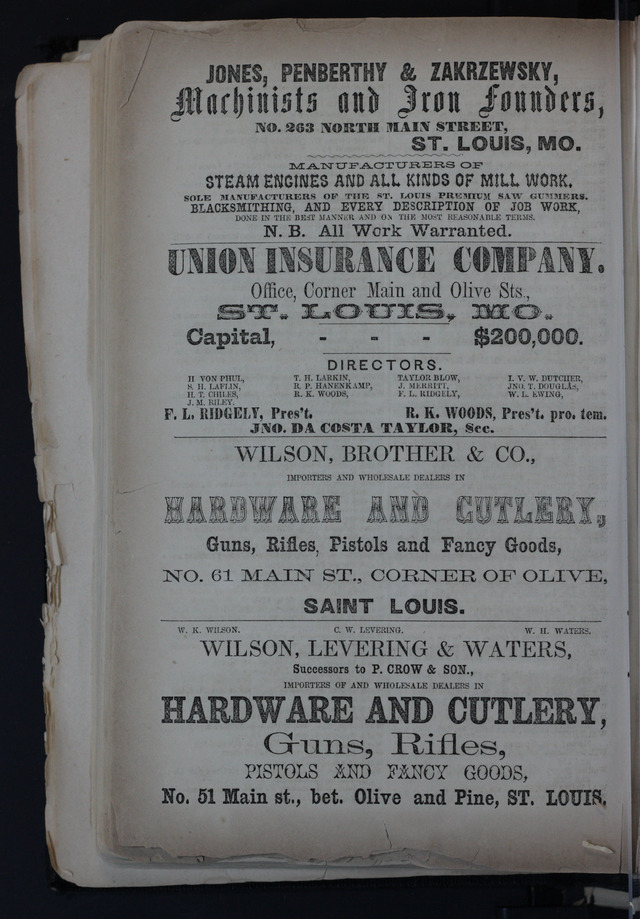 JONES, PENBERTHY & ZAKRZEWSKY,
Machinists and Iron Founders,
NO. 263 NORTH MAIN STREET,
ST. LOUIS, MO.
MANUFACTURERS OF
STEAM ENGINES AND ALL KINDS OF MILL WORK.
SOLE MANUFACTURERS OF THE ST. LOUIS PREMIUM SAW GUMMERS.
BLACKSMITHING, AND EVERY DESCRIPTION OF JOB WORK,
DONE IN THE BEST MANNER AND ON THE MOST REASONABLE TERMS.
N. B. All Work Warranted.
UNION INSURANCE COMPANY.
Office, Corner Main and Olive Sts.,
ST. LOUIS, MO.
Capital, - - - $200,000.
DIRECTORS.
H. VON PHUL, T. H. LARKIN, TAYLOR BLOW, I. V. W. DUTCHER,
S. H. LAFLIN, R. P. HANENKAMP, J. MERRITT, JNO. T. DOUGLAS,
H. T. CHILES, R. K. WOODS, F. L. RIDGELY, W. L. EWING,
J. M. RILEY.
F. L. RIDGELY, Pres't. R. K. WOODS, Pres't. pro. tem.
JNO. DA COSTA TAYLOR, Sec.
WILSON, BROTHER & CO.,
IMPORTERS AND WHOLESALE DEALERS IN
HARDWARE AND CUTLERY,
Guns, Rifles, Pistols and Fancy Goods,
NO. 61 MAIN ST., CORNER OF OLIVE,
SAINT LOUIS.
W. K. WILSON. C. W. LEVERING. W. H. WATERS.
WILSON, LEVERING & WATERS,
Successors to P. CROW & SON.,
IMPORTERS OF AND WHOLESALE DEALERS IN
HARDWARE AND CUTLERY,
Guns, Rifles,
PISTOLS AND FANCY GOODS,
No. 51 Main st., bet. Olive and Pine, ST. LOUIS.